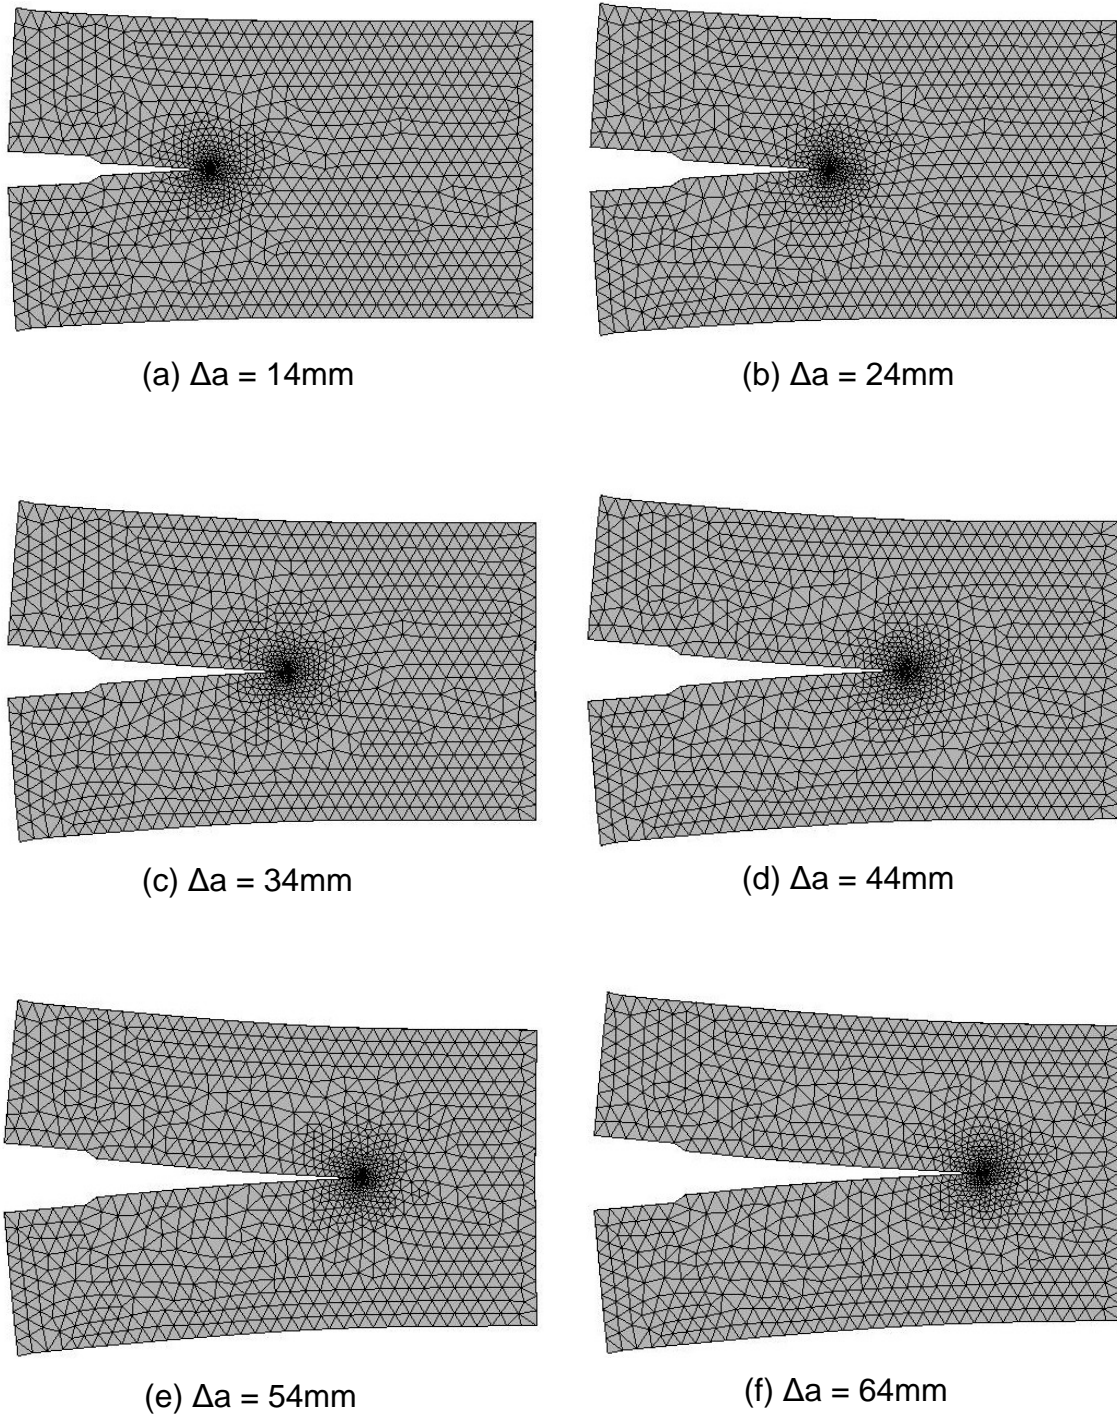 (a) Δa = 14mm
(b) Δa = 24mm
(c) Δa = 34mm
(d) Δa = 44mm
(e) Δa = 54mm
(f) Δa = 64mm